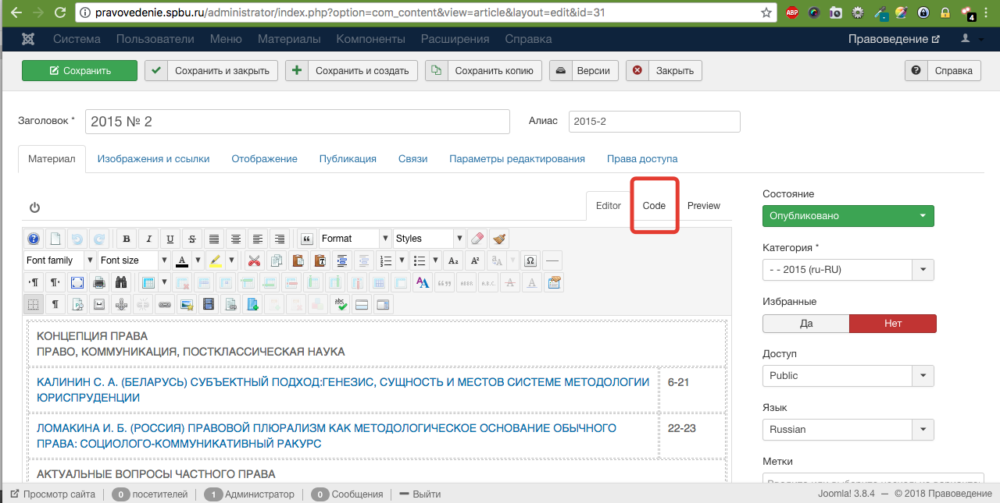 pravovedenie.spbu.ru/administrator/index.php?option=com_content&view=article&layout=edit&id=31
ABP
4
Система Пользователи Меню Материалы Компоненты Расширения Справка Правоведение
Сохранить Сохранить и закрыть Сохранить и создать Сохранить копию Версии Закрыть Справка
Заголовок * 2015 № 2 Алиас 2015-2
Материал Изображения и ссылки Отображение Публикация Связи Параметры редактирования Права доступа
Editor Code Preview
Format Styles
Font family Font size
КОНЦЕПЦИЯ ПРАВА
ПРАВО, КОММУНИКАЦИЯ, ПОСТКЛАССИЧЕСКАЯ НАУКА
КАЛИНИН С. А. (БЕЛАРУСЬ) СУБЪЕКТНЫЙ ПОДХОД:ГЕНЕЗИС, СУЩНОСТЬ И МЕСТОВ СИСТЕМЕ МЕТОДОЛОГИИ 6-21
ЮРИСПРУДЕНЦИИ
ЛОМАКИНА И. Б. (РОССИЯ) ПРАВОВОЙ ПЛЮРАЛИЗМ КАК МЕТОДОЛОГИЧЕСКОЕ ОСНОВАНИЕ ОБЫЧНОГО 22-23
ПРАВА: СОЦИОЛОГО-КОММУНИКАТИВНЫЙ РАКУРС
АКТУАЛЬНЫЕ ВОПРОСЫ ЧАСТНОГО ПРАВА
Состояние
Опубликовано
Категория *
- - 2015 (ru-RU)
Избранные
Да Нет
Доступ
Public
Язык
Russian
Метки
Просмотр сайта 0 посетителей 1 Администратор 0 Сообщения Выйти Joomla! 3.8.4 — © 2018 Правоведение